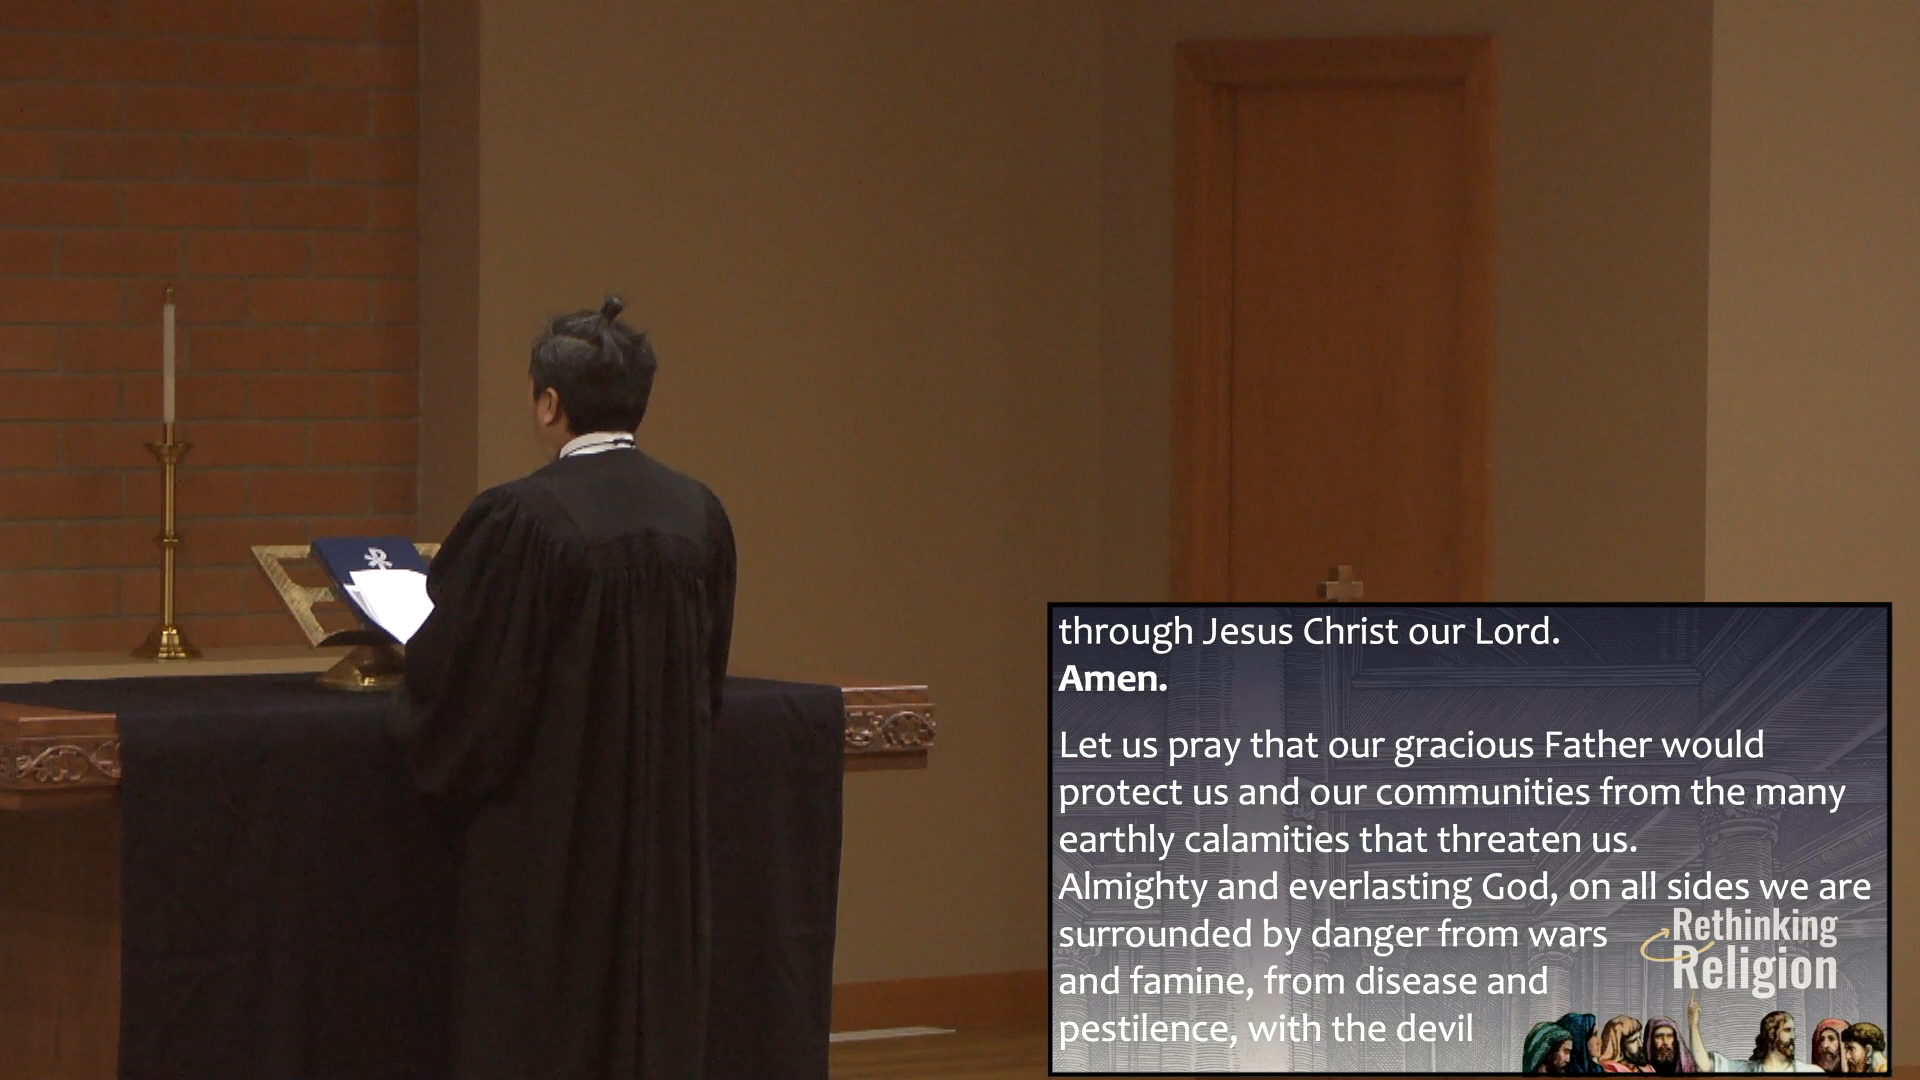 through Jesus Christ our Lord.
Amen.
Let us pray that our gracious Father would
protect us and our communities from the many
earthly calamities that threaten us.
Almighty and everlasting God, on all sides we are
surrounded by danger from wars
and famine, from disease and
pestilence, with the devil
Rethinking
Religion